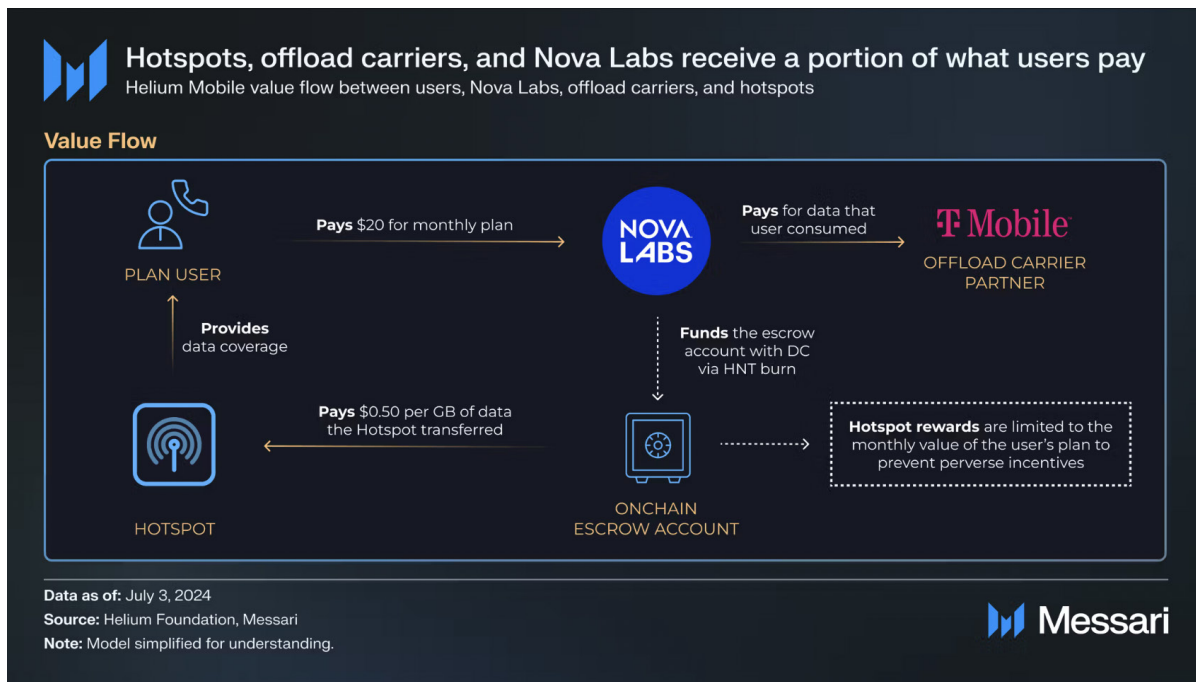 Hotspots, offload carriers, and Nova Labs receive a portion of what users pay
Helium Mobile value flow between users, Nova Labs, offload carriers, and hotspots
Value Flow
PLAN USER
Pays $20 for monthly plan
NOVA
LABS
Pays for data that
user consumed
T Mobile
OFFLOAD CARRIER
PARTNER
Provides
data coverage
Funds the escrow
account with DC
via HNT burn
HOTSPOT
Pays $0.50 per GB of data
the Hotspot transferred
ONCHAIN
ESCROW ACCOUNT
Hotspot rewards are limited to the
monthly value of the user’s plan to
prevent perverse incentives
Data as of: July 3, 2024
Source: Helium Foundation, Messari
Note: Model simplified for understanding.
Messari